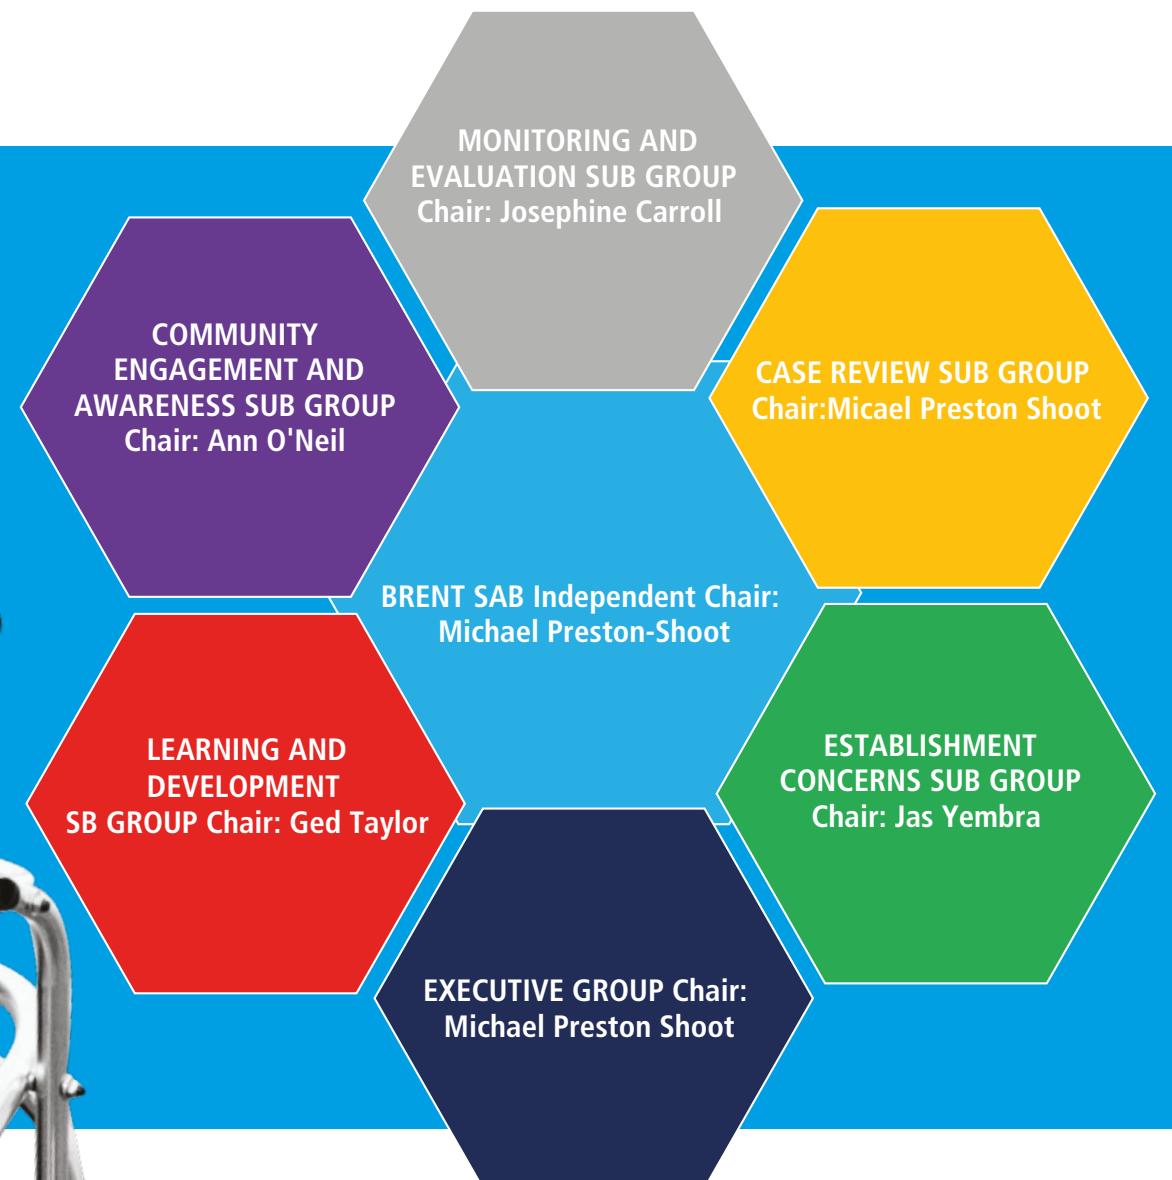 MONITORING AND
EVALUATION SUB GROUP
Chair: Josephine Carroll
COMMUNITY
ENGAGEMENT AND
AWARENESS SUB GROUP
Chair: Ann O'Neil
CASE REVIEW SUB GROUP
Chair:Micael Preston Shoot
BRENT SAB Independent Chair:
Michael Preston-Shoot
LEARNING AND
DEVELOPMENT
SB GROUP Chair: Ged Taylor
ESTABLISHMENT
CONCERNS SUB GROUP
Chair: Jas Yembra
EXECUTIVE GROUP Chair:
Michael Preston Shoot